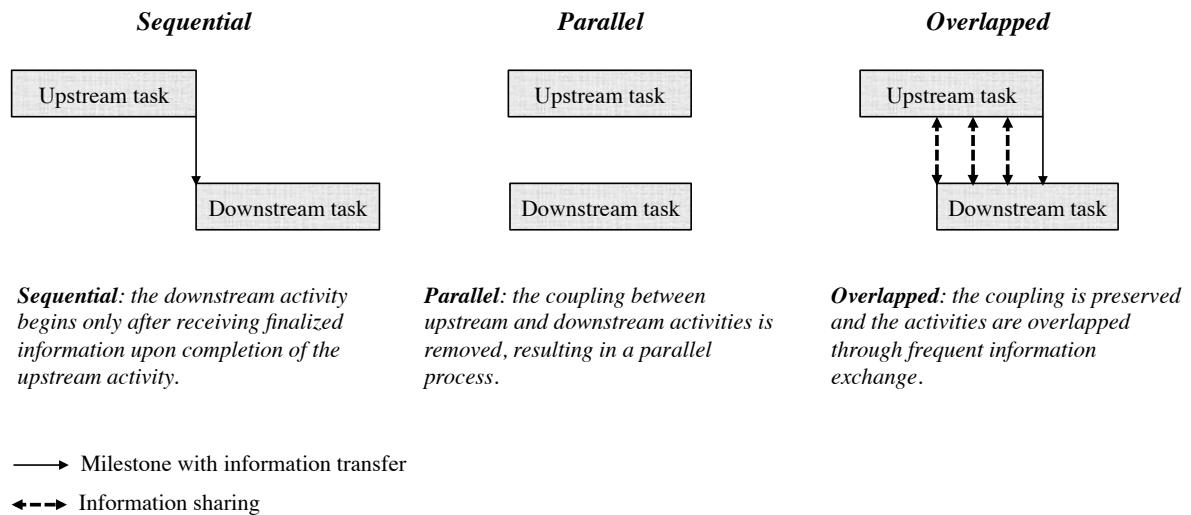 Sequential
Parallel
Overlapped
Upstream task
Upstream task
Upstream task
Downstream task
Downstream task
Downstream task
Sequential: the downstream activity
begins only after receiving finalized
information upon completion of the
upstream activity.
Parallel: the coupling between
upstream and downstream activities is
removed, resulting in a parallel
process.
Overlapped: the coupling is preserved
and the activities are overlapped
through frequent information
exchange.
Milestone with information transfer
Information sharing